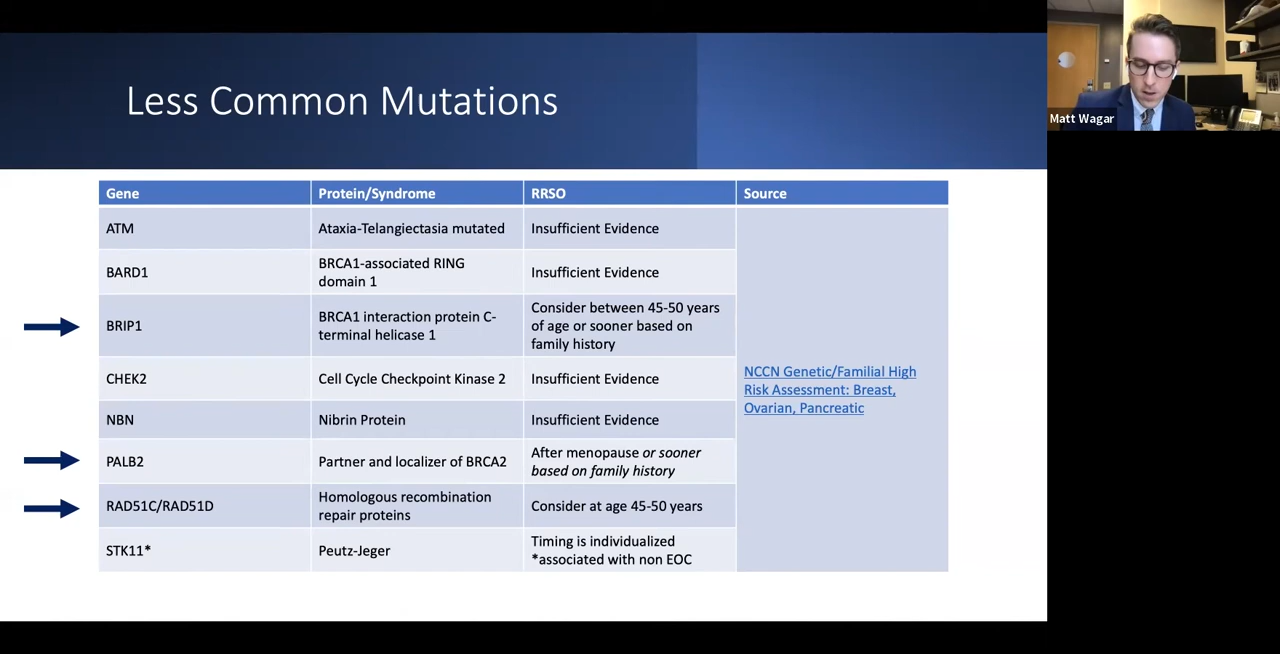 Less Common Mutations
Matt Wagar
Gene
Protein/Syndrome
RRSO
Source
ATM
Ataxia-Telangiectasia mutated
Insufficient Evidence
BARD1
BRCA1-associated RING
domain 1
Insufficient Evidence
BRIP1
BRCA1 interaction protein C-
terminal helicase 1
Consider between 45-50 years
of age or sooner based on
family history
CHEK2
Cell Cycle Checkpoint Kinase 2
Insufficient Evidence
NBN
Nibrin Protein
Insufficient Evidence
PALB2
Partner and localizer of BRCA2
After menopause or sooner
based on family history
RAD51C/RAD51D
Homologous recombination
repair proteins
Consider at age 45-50 years
STK11*
Peutz-Jeger
Timing is individualized
*associated with non EOC
NCCN Genetic/Familial High
Risk Assessment: Breast,
Ovarian, Pancreatic